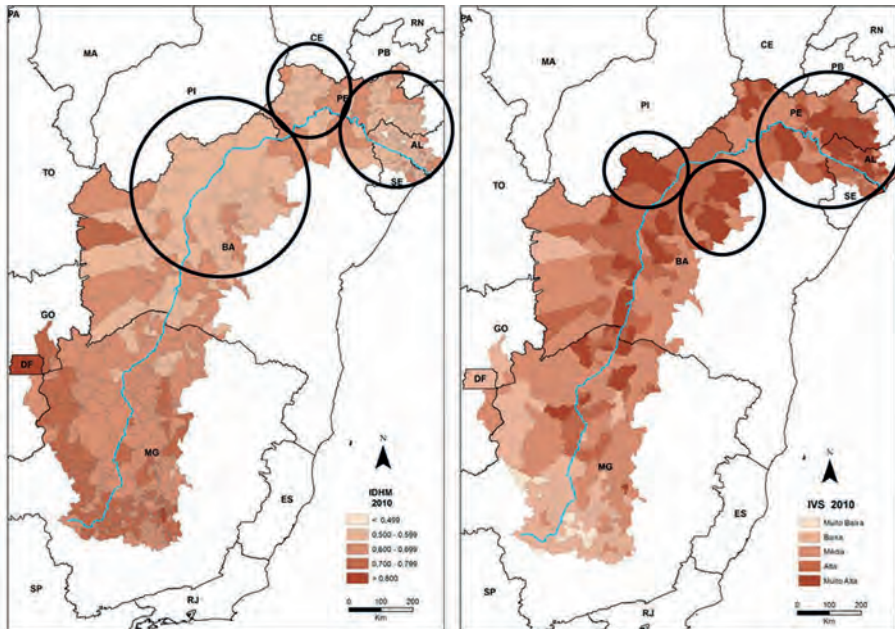 PA
MA
CE
RN
PB
PI
PE
AL
SE
TO
BA
GO
DF
MG
ES
SP
RJ
N
IDHM
2010
< 0,499
0,500 - 0,599
0,600 - 0,699
0,700 - 0,799
> 0,800
0 100 200
Km
PA
MA
CE
RN
PB
PI
PE
AL
SE
TO
BA
GO
DF
MG
ES
SP
RJ
N
IVS 2010
Muito Baixa
Baixa
Média
Alta
Muito Alta
0 100 200
Km